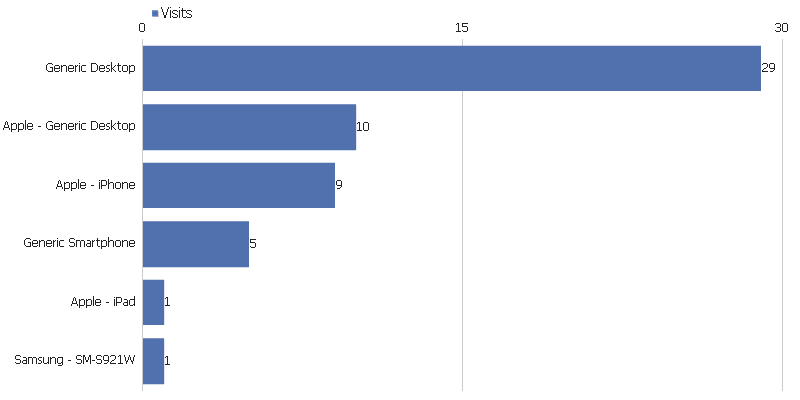 Visits
0 15 30
Generic Desktop 29
Apple - Generic Desktop 10
Apple - iPhone 9
Generic Smartphone 5
Apple - iPad 1
Samsung - SM-S921W 1